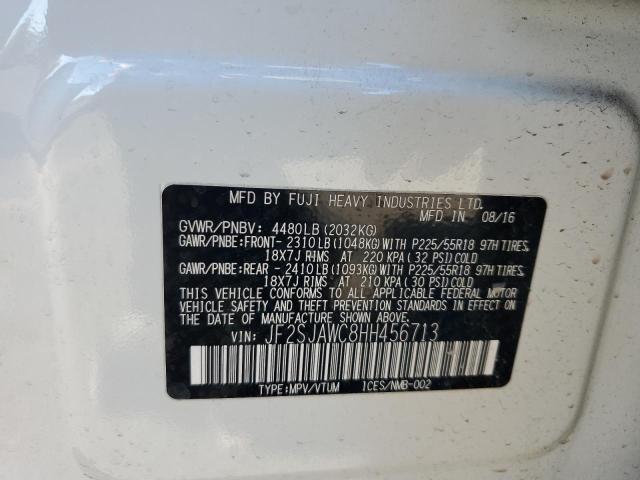 MFD BY FUJI HEAVY INDUSTRIES LTD.
MFD IN 08/16
GVWR/PNBV: 4480LB (2032KG)
GAWR/PNBE:FRONT- 2310LB (1048KG)WITH P225/55R18 97H TIRES,
18X7J RIMS AT 220 KPA (32 PSI)COLD
GAWR/PNBE:REAR - 2410LB (1093KG)WITH P225/55R18 97H TIRES,
18X7J RIMS AT 210 KPA (30 PSI)COLD
THIS VEHICLE CONFORMS TO ALL APPLICABLE FEDERAL MOTOR
VEHICLE SAFETY AND THEFT PREVENTION STANDARDS IN EFFECT
ON THE DATE OF MANUFACTURE SHOWN ABOVE.
VIN: JF2SJAWC8HH456713
TYPE:MPV/VTUM ICES/NMB-002